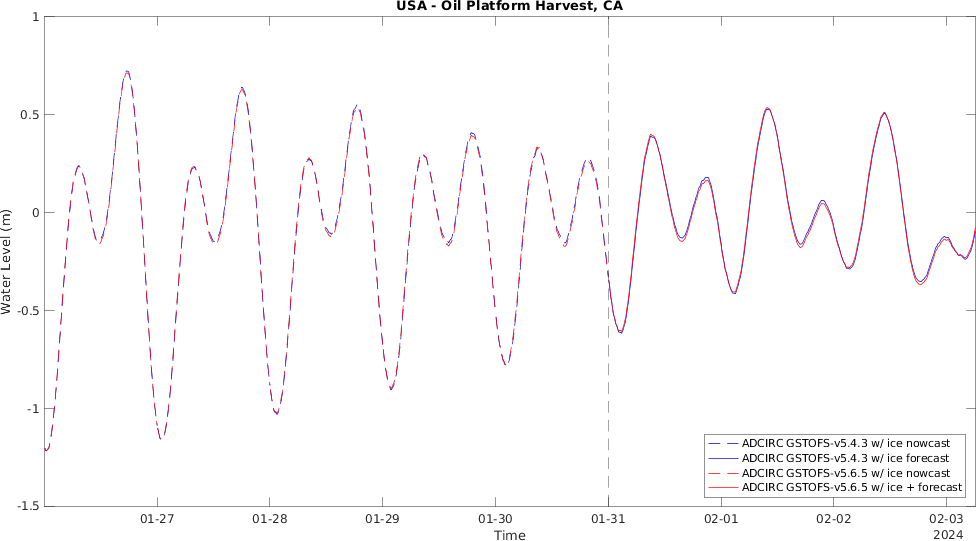 USA - Oil Platform Harvest, CA
1
0.5
0
-0.5
-1
-1.5
Water Level (m)
01-27 01-28 01-29 01-30 01-31 02-01 02-02 02-03
Time 2024
ADCIRC GSTOFS-v5.4.3 w/ ice nowcast
ADCIRC GSTOFS-v5.4.3 w/ ice forecast
ADCIRC GSTOFS-v5.6.5 w/ ice nowcast
ADCIRC GSTOFS-v5.6.5 w/ ice + forecast